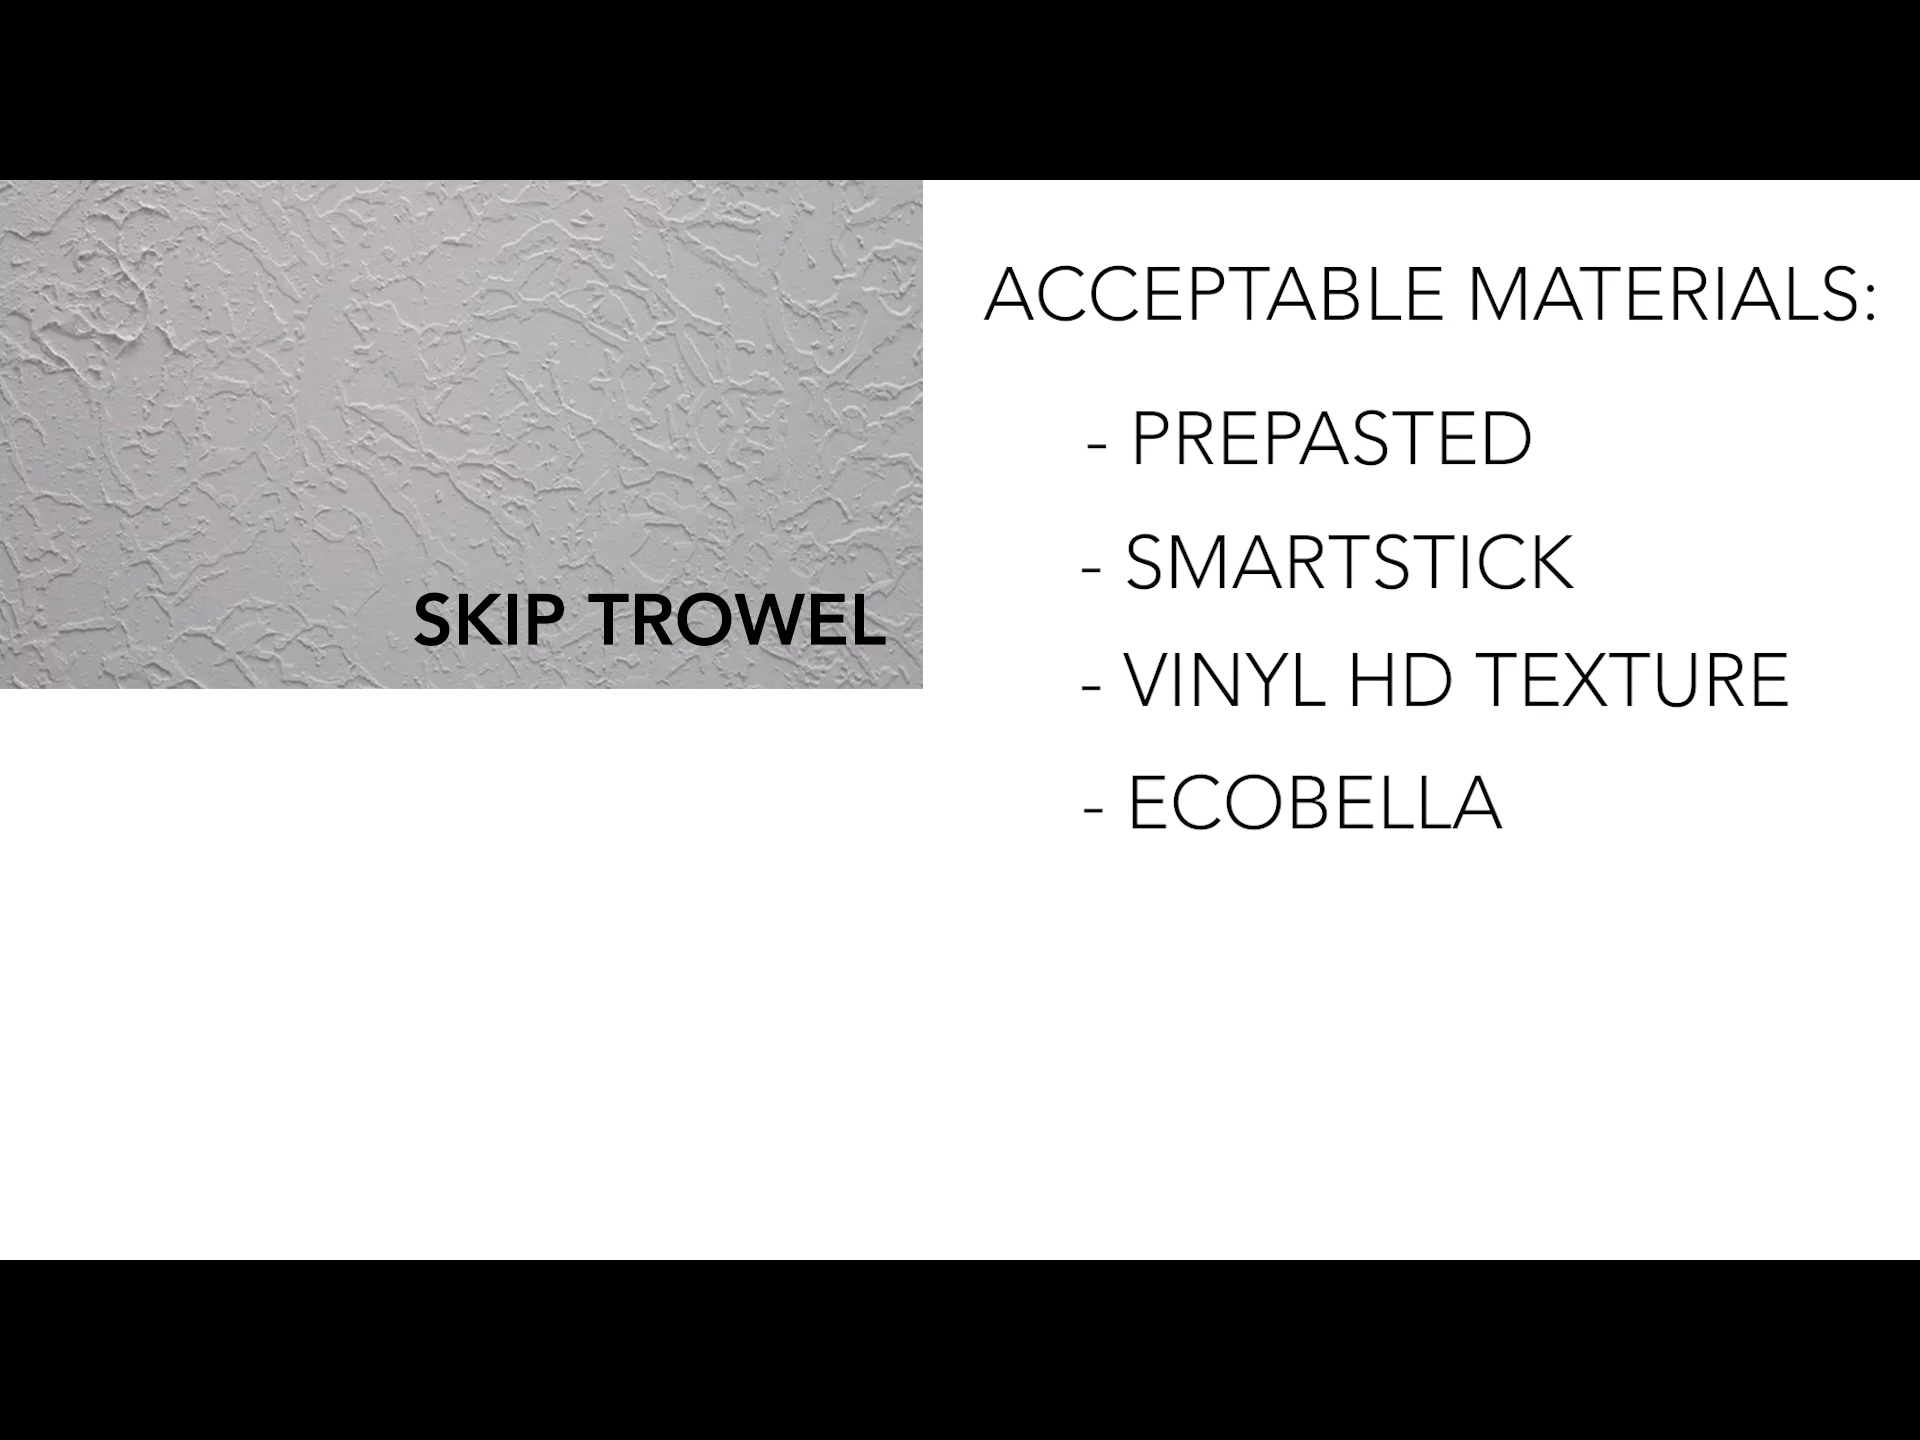 SKIP TROWEL
ACCEPTABLE MATERIALS:
- PREPASTED
- SMARTSTICK
- VINYL HD TEXTURE
- ECOBELLA